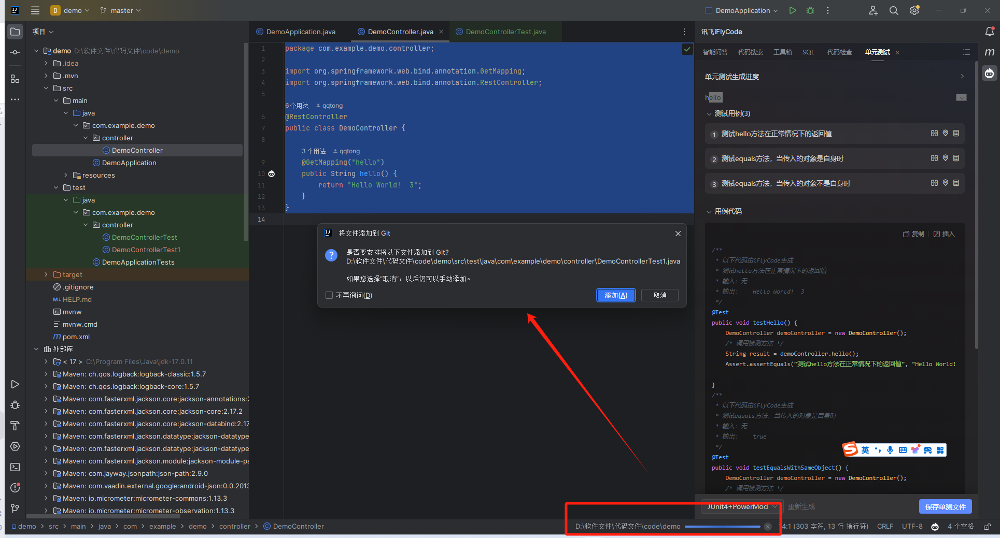 D demo master DemoApplication
项目
demo D:\软件文件\代码文件\code\demo
.idea
.mvn
src
main
java
com.example.demo
controller
DemoController
DemoApplication
resources
test
java
com.example.demo
controller
DemoControllerTest
DemoControllerTest1
DemoApplicationTests
target
.gitignore
M↓ HELP.md
mvnw
mvnw.cmd
m pom.xml
外部库
< 17 > C:\Program Files\Java\jdk-17.0.11
Maven: ch.qos.logback:logback-classic:1.5.7
Maven: ch.qos.logback:logback-core:1.5.7
Maven: com.fasterxml.jackson.core:jackson-annotations:2
Maven: com.fasterxml.jackson.core:jackson-core:2.17.2
Maven: com.fasterxml.jackson.core:jackson-databind:2.17
Maven: com.fasterxml.jackson.datatype:jackson-datatype
Maven: com.fasterxml.jackson.datatype:jackson-datatype
Maven: com.fasterxml.jackson.module:jackson-module-pa
Maven: com.jayway.jsonpath:json-path:2.9.0
Maven: com.vaadin.external.google:android-json:0.0.2013
Maven: io.micrometer:micrometer-commons:1.13.3
Maven: io.micrometer:micrometer-observation:1.13.3
DemoApplication.java DemoController.java DemoControllerTest.java
1 package com.example.demo.controller;
2
3 import org.springframework.web.bind.annotation.GetMapping;
4 import org.springframework.web.bind.annotation.RestController;
5
6 个用法 qqtong
6 @RestController
7 public class DemoController {
8
3 个用法 qqtong
9 @GetMapping("hello")
10 public String hello() {
11 return "Hello World!  3";
12 }
13 }
14
将文件添加到 Git
是否要安排将以下文件添加到 Git?
D:\软件文件\代码文件\code\demo\src\test\java\com\example\demo\controller\DemoControllerTest1.java
如果您选择“取消”，以后仍可以手动添加。
不再询问(D) 添加(A) 取消
讯飞iFlyCode
智能问答 代码搜索 工具箱 SQL 代码检查 单元测试
单元测试生成进度
hello
测试用例(3)
1 测试hello方法在正常情况下的返回值
2 测试equals方法，当传入的对象是自身时
3 测试equals方法，当传入的对象不是自身时
用例代码
复制 插入
/**
* 以下代码由iFlyCode生成
* 测试hello方法在正常情况下的返回值
* 输入: 无
* 输出: Hello World!  3
*/
@Test
public void testHello() {
DemoController demoController = new DemoController();
/* 调用被测方法 */
String result = demoController.hello();
Assert.assertEquals("测试hello方法在正常情况下的返回值", "Hello World!
}
/**
* 以下代码由iFlyCode生成
* 测试equals方法，当传入的对象是自身时
* 输入: 无
* 输出: true
*/
@Test
public void testEqualsWithSameObject() {
DemoController demoController = new DemoController();
/* 调用被测方法 */
英
JUnit4+PowerMoc 重新生成 保存单测文件
demo > src > main > java > com > example > demo > controller > DemoController
D:\软件文件\代码文件\code\demo 4:1 (303 字符, 13 行 换行符) CRLF UTF-8 4 个空格